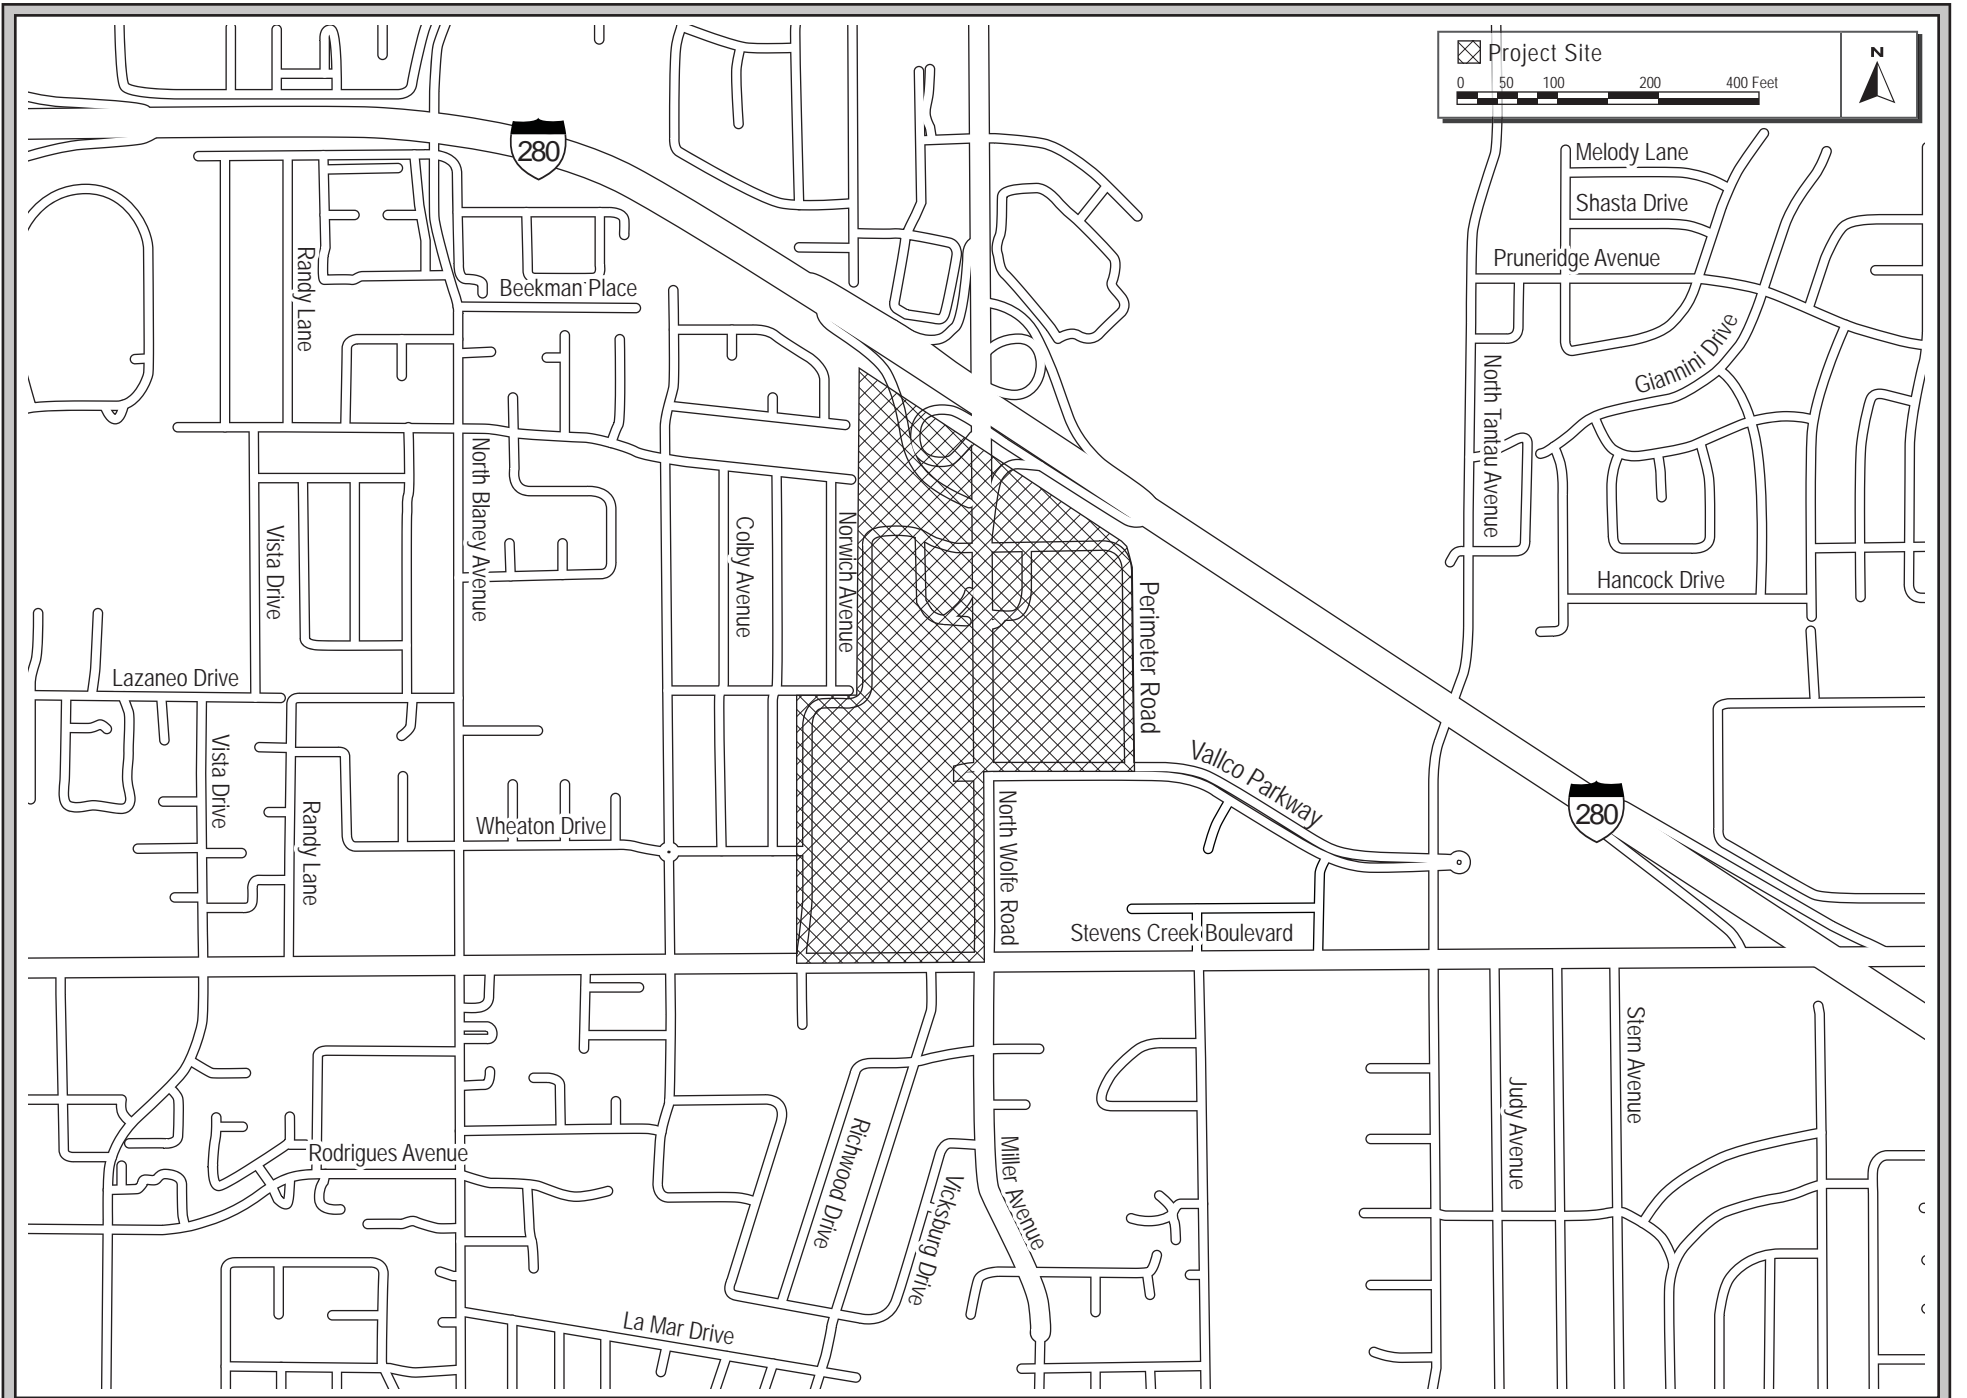 Project Site
N
0 50 100 200 400 Feet
280
Melody Lane
Shasta Drive
Pruneridge Avenue
Randy Lane
Beekman Place
Giannini Drive
North Tantau Avenue
North Blaney Avenue
Vista Drive
Colby Avenue
Norwich Avenue
Hancock Drive
Perimeter Road
Lazaneo Drive
Vista Drive
Vallco Parkway
280
Randy Lane
Wheaton Drive
North Wolfe Road
Stevens Creek Boulevard
Stern Avenue
Judy Avenue
Richwood Drive
Miller Avenue
Rodrigues Avenue
Vicksburg Drive
La Mar Drive